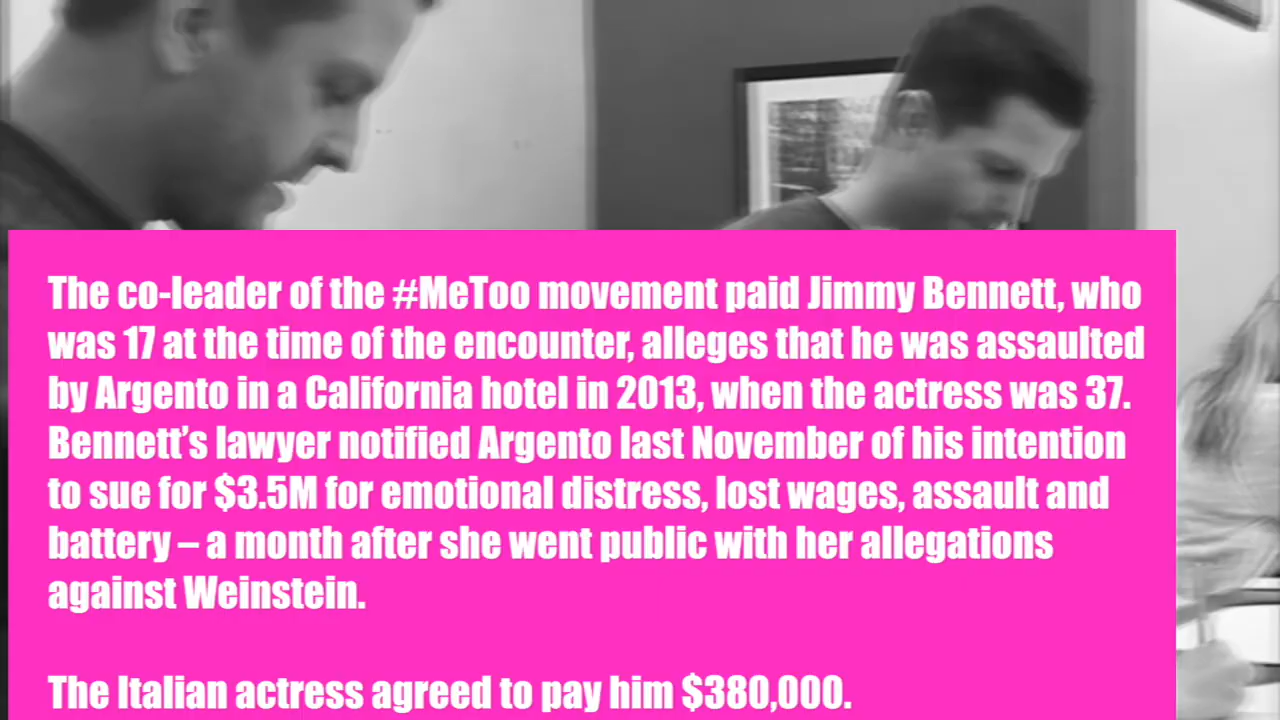 The co-leader of the #MeToo movement paid Jimmy Bennett, who
was 17 at the time of the encounter, alleges that he was assaulted
by Argento in a California hotel in 2013, when the actress was 37.
Bennett’s lawyer notified Argento last November of his intention
to sue for $3.5M for emotional distress, lost wages, assault and
battery – a month after she went public with her allegations
against Weinstein.
The Italian actress agreed to pay him $380,000.